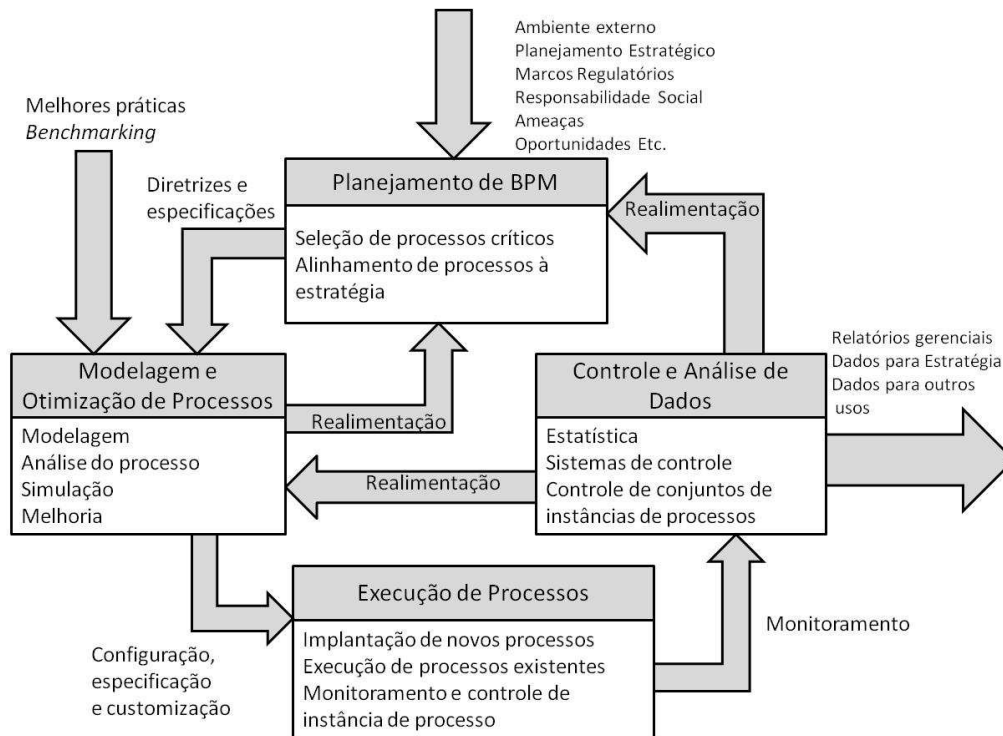 Ambiente externo
Planejamento Estratégico
Marcos Regulatórios
Responsabilidade Social
Ameaças
Oportunidades Etc.
Melhores práticas
Benchmarking
Planejamento de BPM
Seleção de processos críticos
Alinhamento de processos à
estratégia
Diretrizes e
especificações
Realimentação
Modelagem e
Otimização de Processos
Modelagem
Análise do processo
Simulação
Melhoria
Realimentação
Realimentação
Controle e Análise de
Dados
Estatística
Sistemas de controle
Controle de conjuntos de
instâncias de processos
Relatórios gerenciais
Dados para Estratégia
Dados para outros
usos
Execução de Processos
Implantação de novos processos
Execução de processos existentes
Monitoramento e controle de
instância de processo
Configuração,
especificação
e customização
Monitoramento